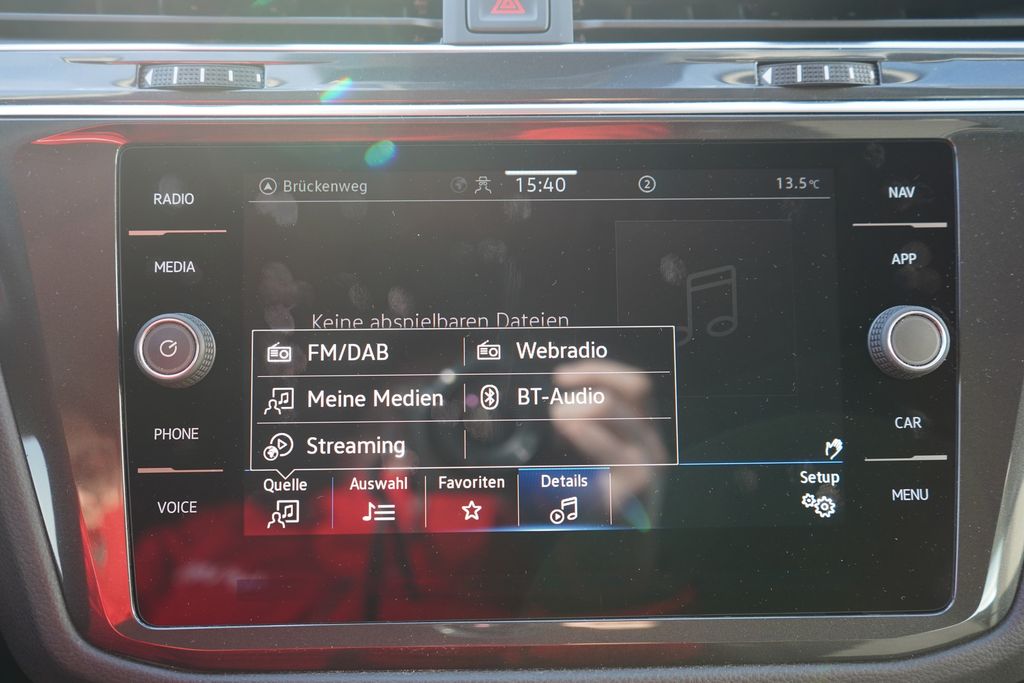 RADIO
MEDIA
PHONE
VOICE
Brückenweg
15:40
2
13.5°C
Keine abspielbaren Dateien
FM/DAB
Webradio
Meine Medien
BT-Audio
Streaming
Quelle
Auswahl
Favoriten
Details
Setup
NAV
APP
CAR
MENU